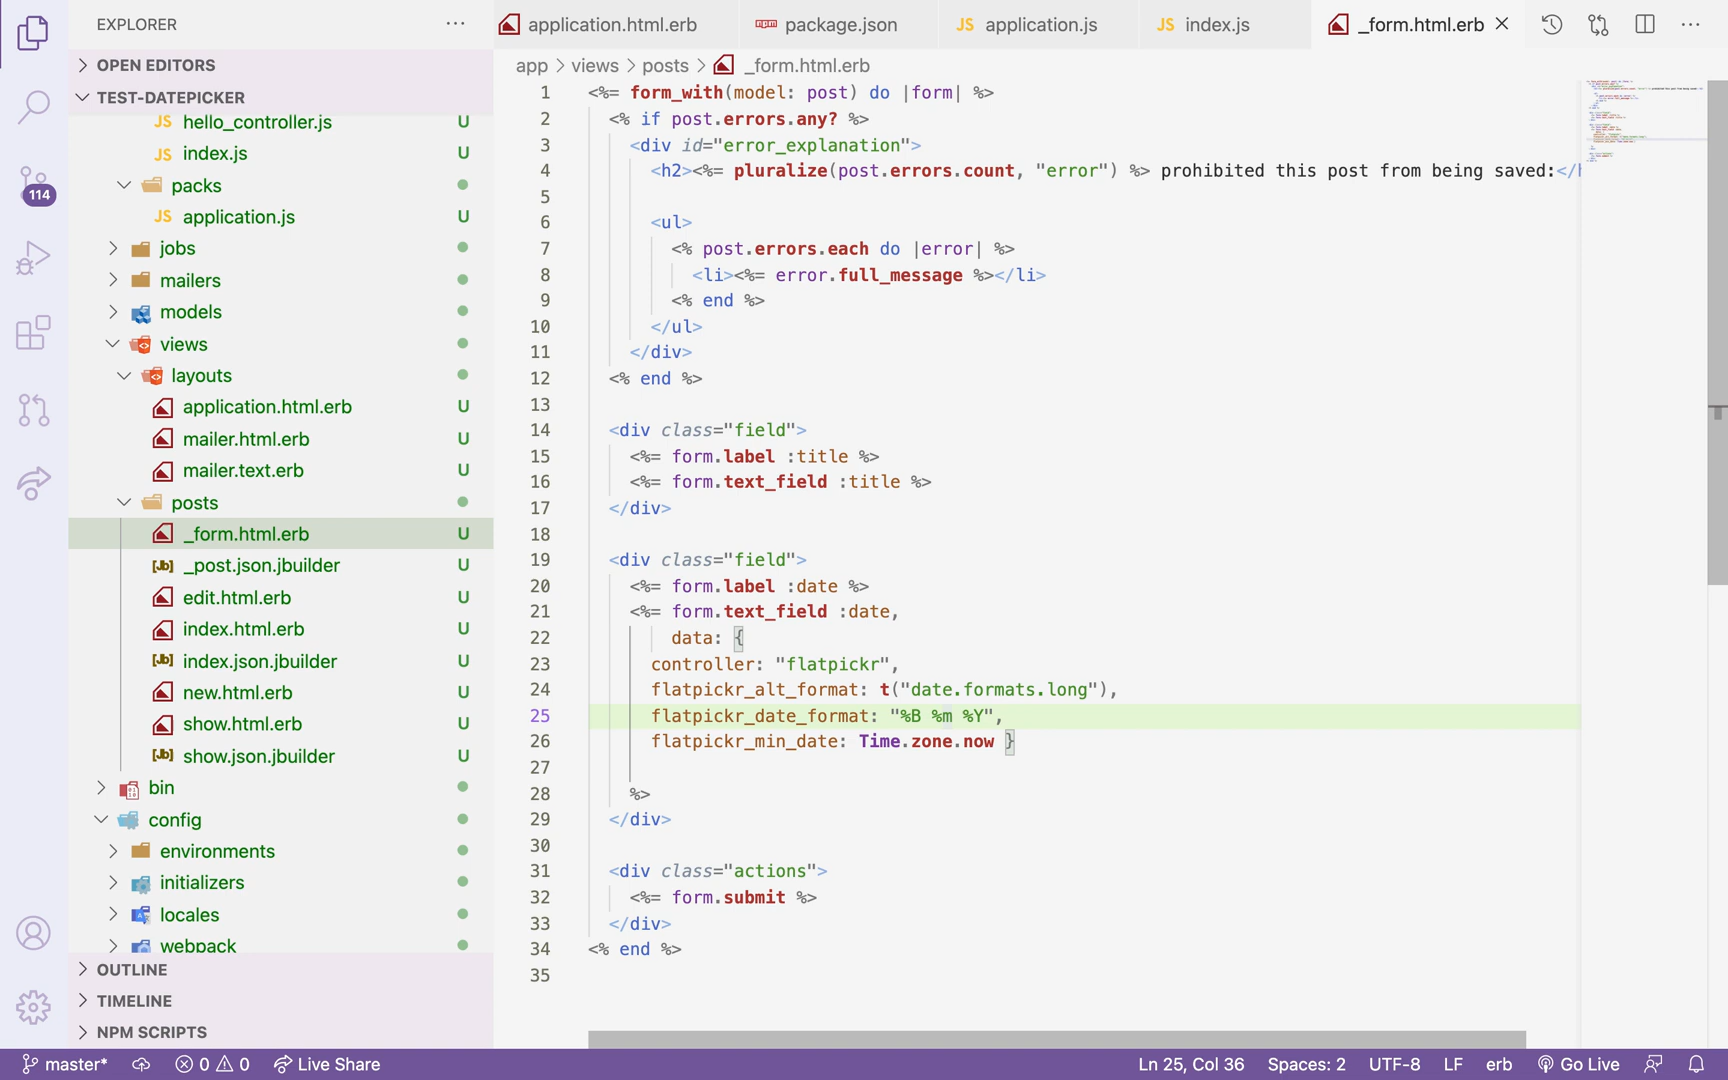 EXPLORER ···
OPEN EDITORS
TEST-DATEPICKER
JS hello_controller.js U
JS index.js U
packs
JS application.js U
jobs
mailers
models
views
layouts
application.html.erb U
mailer.html.erb U
mailer.text.erb U
posts
_form.html.erb U
[Jb] _post.json.jbuilder U
edit.html.erb U
index.html.erb U
[Jb] index.json.jbuilder U
new.html.erb U
show.html.erb U
[Jb] show.json.jbuilder U
bin
config
environments
initializers
locales
webpack
OUTLINE
TIMELINE
NPM SCRIPTS
114
application.html.erb package.json JS application.js JS index.js _form.html.erb
app > views > posts > _form.html.erb
1 <%= form_with(model: post) do |form| %>
2 <% if post.errors.any? %>
3 <div id="error_explanation">
4 <h2><%= pluralize(post.errors.count, "error") %> prohibited this post from being saved:</h
5
6 <ul>
7 <% post.errors.each do |error| %>
8 <li><%= error.full_message %></li>
9 <% end %>
10 </ul>
11 </div>
12 <% end %>
13
14 <div class="field">
15 <%= form.label :title %>
16 <%= form.text_field :title %>
17 </div>
18
19 <div class="field">
20 <%= form.label :date %>
21 <%= form.text_field :date,
22 data: {
23 controller: "flatpickr",
24 flatpickr_alt_format: t("date.formats.long"),
25 flatpickr_date_format: "%B %m %Y",
26 flatpickr_min_date: Time.zone.now }
27
28 %>
29 </div>
30
31 <div class="actions">
32 <%= form.submit %>
33 </div>
34 <% end %>
35
master* 0 0 Live Share Ln 25, Col 36 Spaces: 2 UTF-8 LF erb Go Live